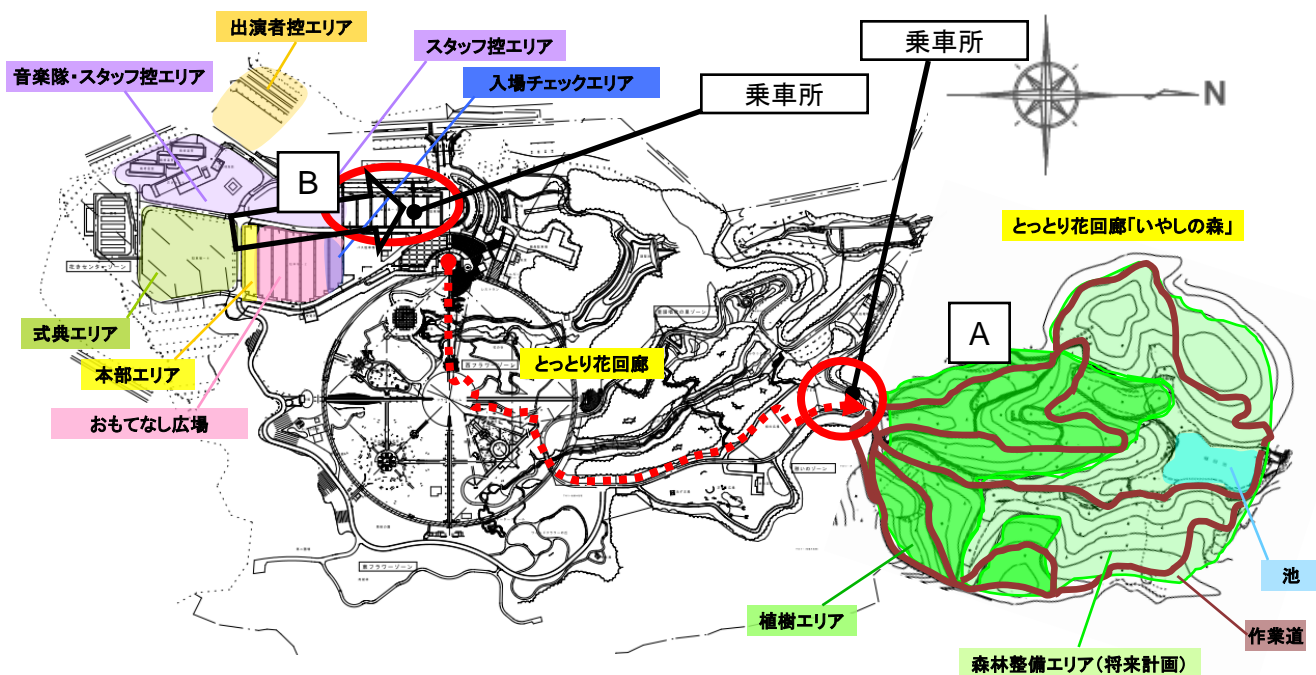 出演者控エリア
スタッフ控エリア
乗車所
音楽隊・スタッフ控エリア
入場チェックエリア
乗車所
N
B
とっとり花回廊「いやしの森」
A
式典エリア
とっとり花回廊
本部エリア
おもてなし広場
池
植樹エリア
作業道
森林整備エリア(将来計画)